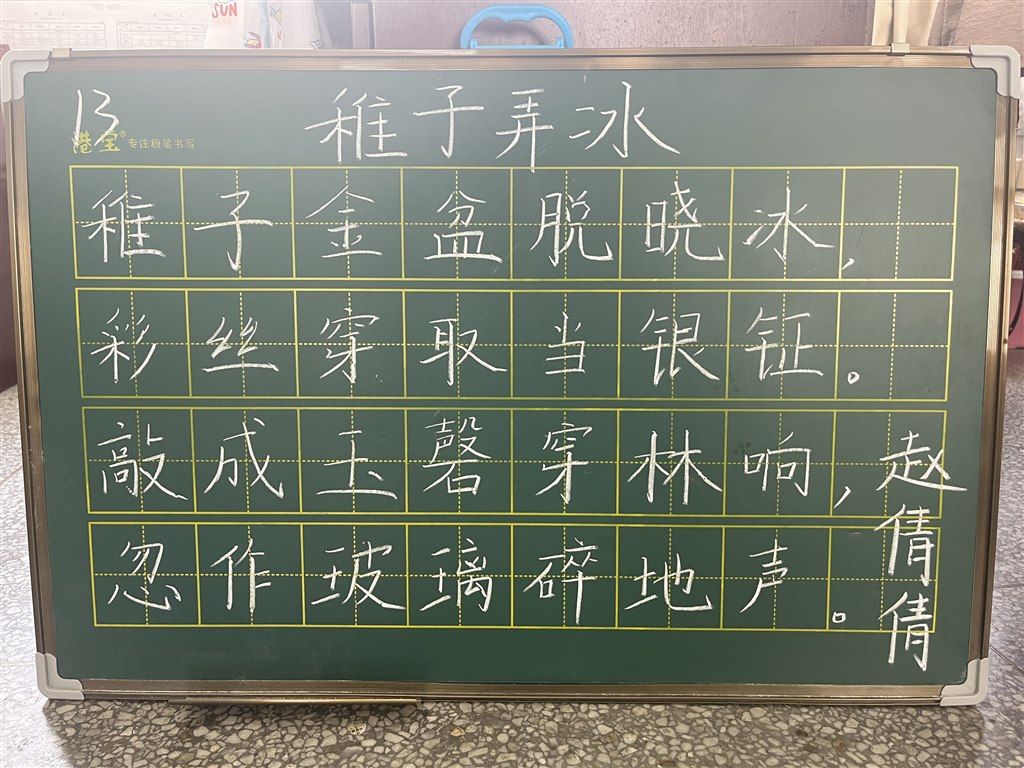 SUN
13
稚子弄冰
港宝® 专注粉笔书写
稚子金盆脱晓冰，
彩丝穿取当银钲。
敲成玉磬穿林响，
忽作玻璃碎地声。
赵倩倩